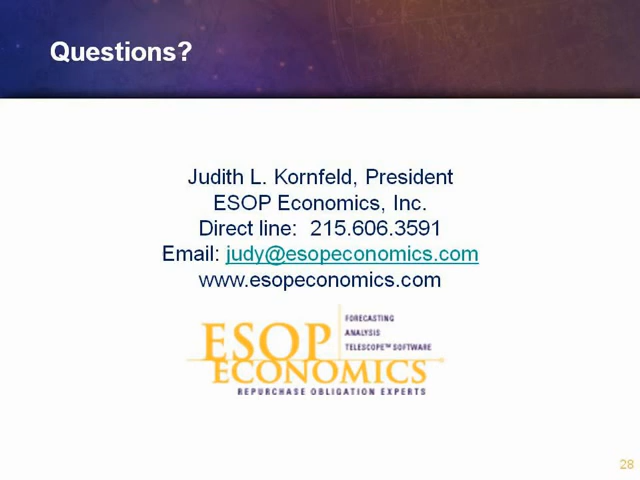 Questions?
Judith L. Kornfeld, President
ESOP Economics, Inc.
Direct line:  215.606.3591
Email: judy@esopeconomics.com
www.esopeconomics.com
ESOP
FORECASTING
ANALYSIS
TELESCOPE™ SOFTWARE
ECONOMICS®
REPURCHASE OBLIGATION EXPERTS
28